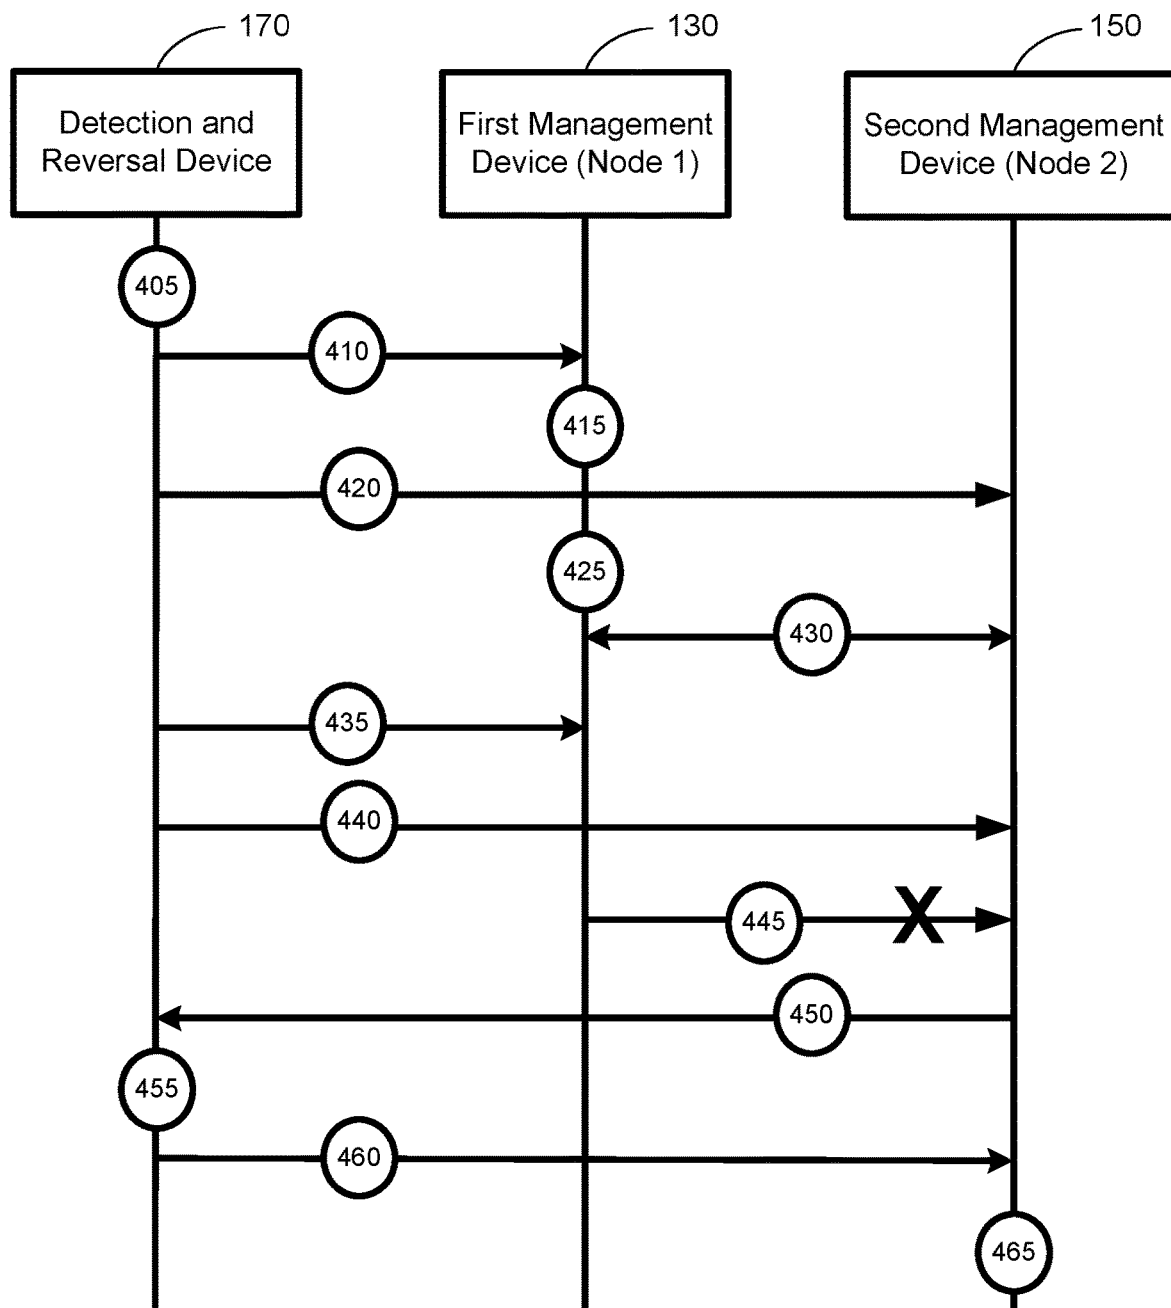 170
130
150
Detection and
Reversal Device
First Management
Device (Node 1)
Second Management
Device (Node 2)
405
410
415
420
425
430
435
440
445
X
450
455
460
465